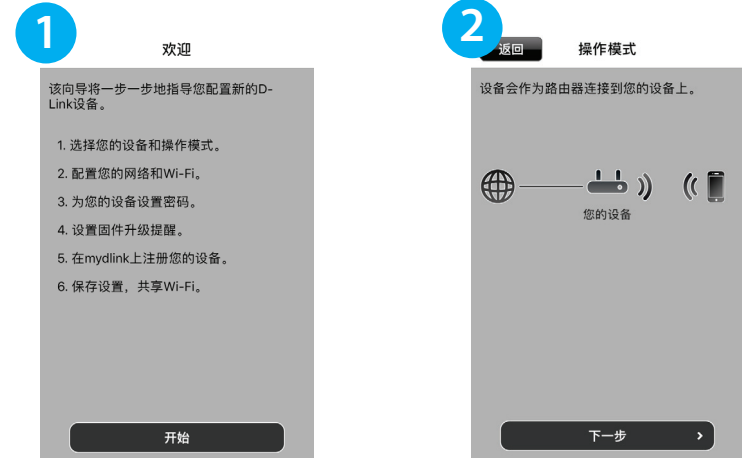 1
欢迎
该向导将一步一步地指导您配置新的D-
Link设备。
1. 选择您的设备和操作模式。
2. 配置您的网络和Wi-Fi。
3. 为您的设备设置密码。
4. 设置固件升级提醒。
5. 在mydlink上注册您的设备。
6. 保存设置，共享Wi-Fi。
开始
2
返回
操作模式
设备会作为路由器连接到您的设备上。
您的设备
下一步